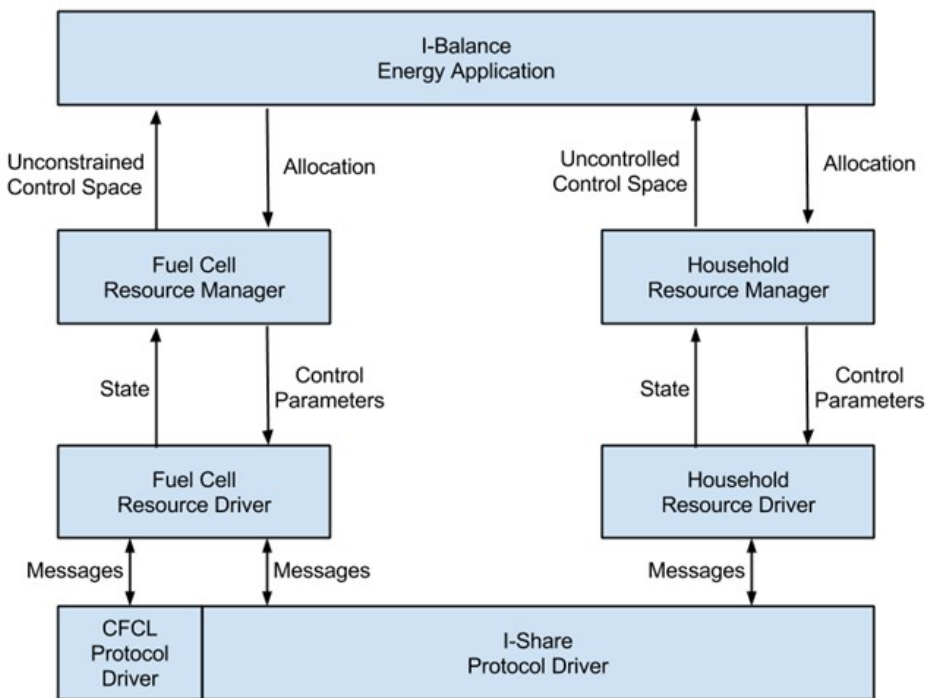 I-Balance
Energy Application
Unconstrained
Control Space
Allocation
Uncontrolled
Control Space
Allocation
Fuel Cell
Resource Manager
Household
Resource Manager
State
Control
Parameters
State
Control
Parameters
Fuel Cell
Resource Driver
Household
Resource Driver
Messages
Messages
Messages
CFCL
Protocol
Driver
I-Share
Protocol Driver